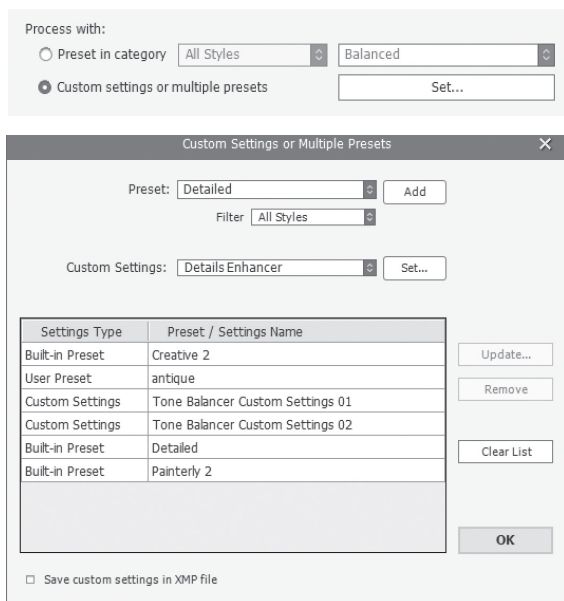 Process with:
Preset in category All Styles Balanced
Custom settings or multiple presets Set...
Custom Settings or Multiple Presets
Preset: Detailed Add
Filter All Styles
Custom Settings: Details Enhancer Set...
Settings Type Preset / Settings Name
Built-in Preset Creative 2
Update...
User Preset antique
Remove
Custom Settings Tone Balancer Custom Settings 01
Custom Settings Tone Balancer Custom Settings 02
Built-in Preset Detailed
Clear List
Built-in Preset Painterly 2
OK
Save custom settings in XMP file